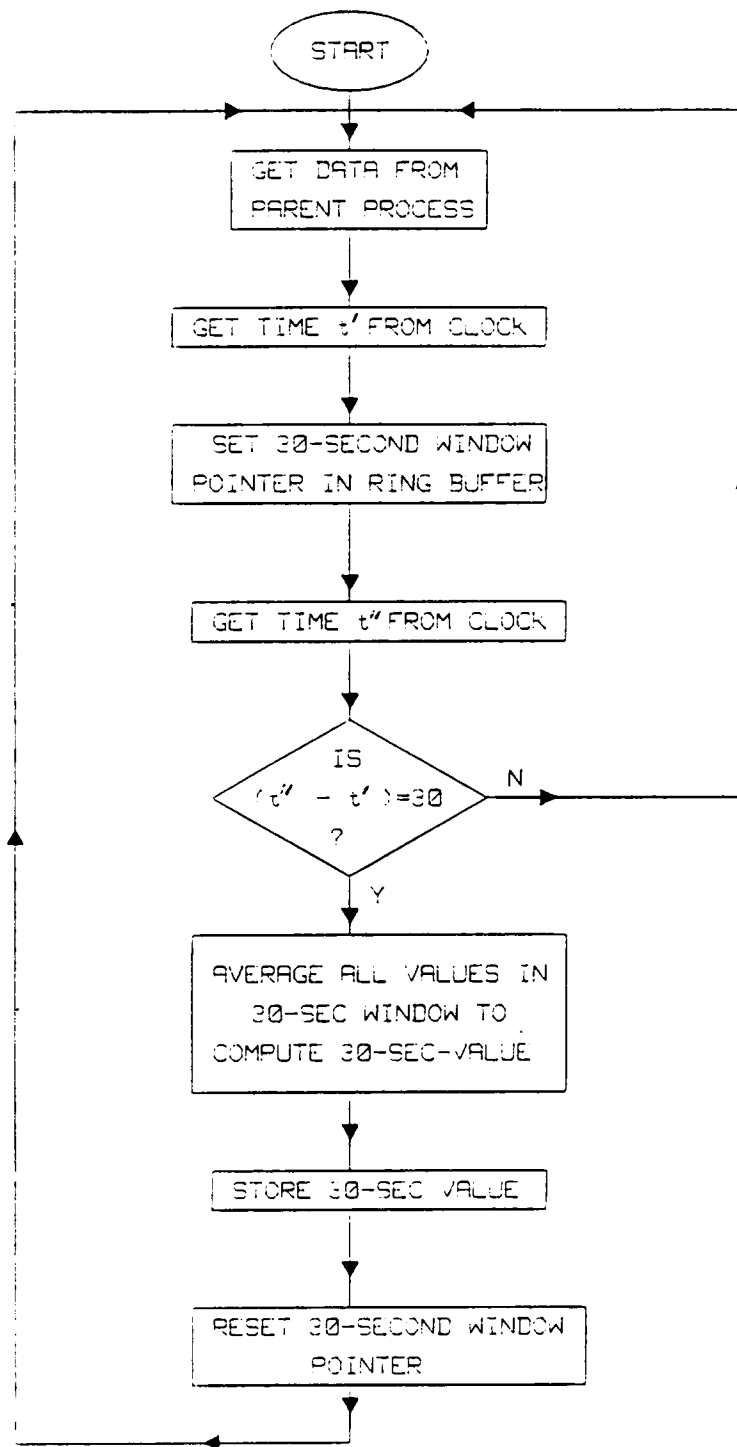 START
GET DATA FROM
PARENT PROCESS
GET TIME t' FROM CLOCK
SET 30-SECOND WINDOW
POINTER IN RING BUFFER
GET TIME t" FROM CLOCK
IS
(t" - t')=30
?
N
Y
AVERAGE ALL VALUES IN
30-SEC WINDOW TO
COMPUTE 30-SEC-VALUE
STORE 30-SEC VALUE
RESET 30-SECOND WINDOW
POINTER